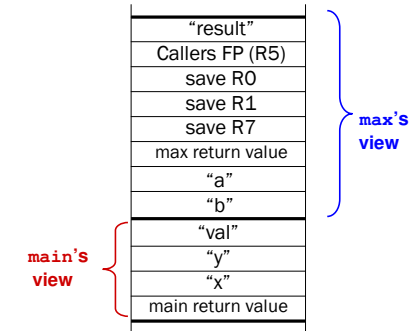 “result”
Callers FP (R5)
save R0
save R1
save R7
max return value
“a”
“b”
“val”
“y”
“x”
main return value
max’s
view
main’s
view